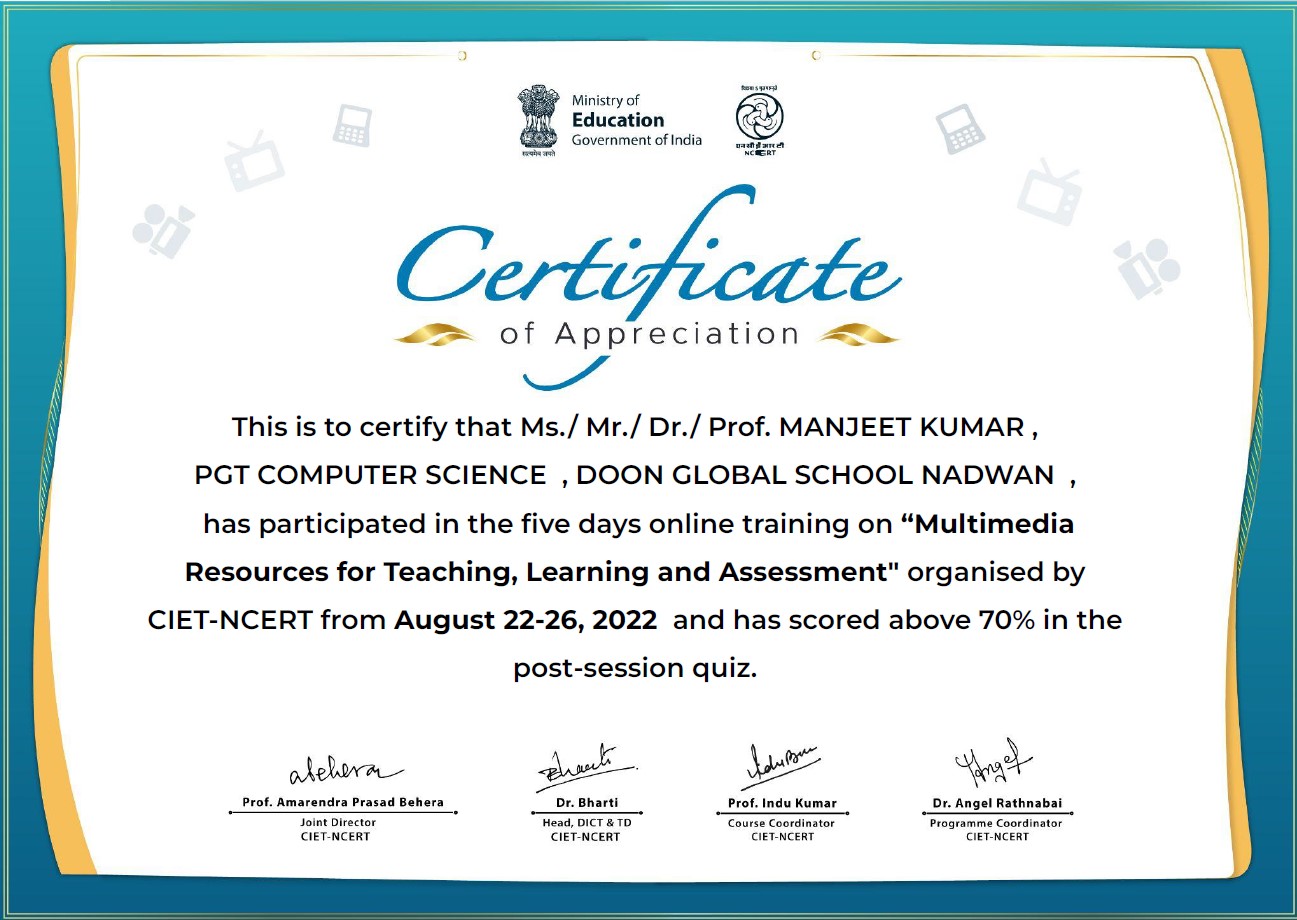 Ministry of
Education
Government of India
सत्यमेव जयते
एन सी ई आर टी
NCERT
Certificate
of Appreciation
This is to certify that Ms./ Mr./ Dr./ Prof. MANJEET KUMAR ,
PGT COMPUTER SCIENCE , DOON GLOBAL SCHOOL NADWAN ,
has participated in the five days online training on “Multimedia
Resources for Teaching, Learning and Assessment" organised by
CIET-NCERT from August 22-26, 2022 and has scored above 70% in the
post-session quiz.
Prof. Amarendra Prasad Behera
Joint Director
CIET-NCERT
Dr. Bharti
Head, DICT & TD
CIET-NCERT
Prof. Indu Kumar
Course Coordinator
CIET-NCERT
Dr. Angel Rathnabai
Programme Coordinator
CIET-NCERT